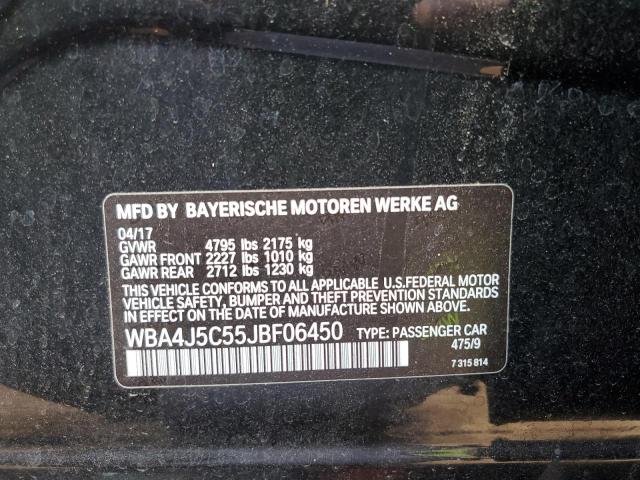 MFD BY BAYERISCHE MOTOREN WERKE AG
04/17
GVWR 4795 lbs 2175 kg
GAWR FRONT 2227 lbs 1010 kg
GAWR REAR 2712 lbs 1230 kg
THIS VEHICLE CONFORMS TO ALL APPLICABLE U.S.FEDERAL MOTOR
VEHICLE SAFETY, BUMPER, AND THEFT PREVENTION STANDARDS
IN EFFECT ON THE DATE OF MANUFACTURE SHOWN ABOVE.
WBA4J5C55JBF06450 TYPE: PASSENGER CAR
475/9
7 315 814